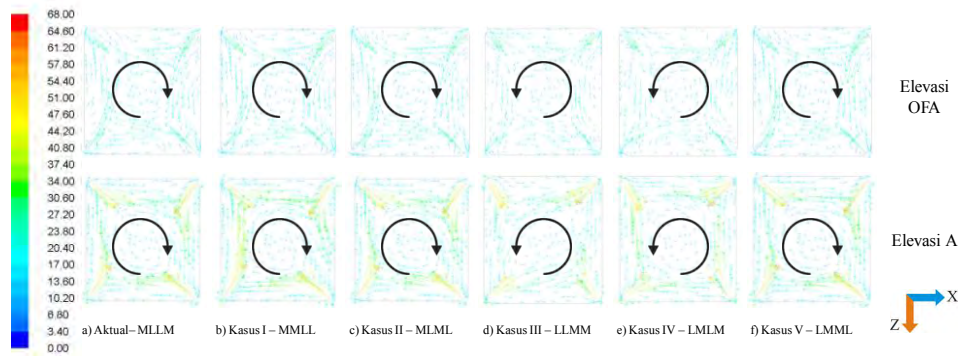 68.00
64.60
61.20
57.80
54.40
51.00
47.60
44.20
40.80
37.40
34.00
30.60
27.20
23.80
20.40
17.00
13.60
10.20
6.80
3.40
0.00
Elevasi
OFA
Elevasi A
X
Z
a) Aktual– MLLM
b) Kasus I – MMLL
c) Kasus II – MLML
d) Kasus III – LLMM
e) Kasus IV – LMLM
f) Kasus V – LMML